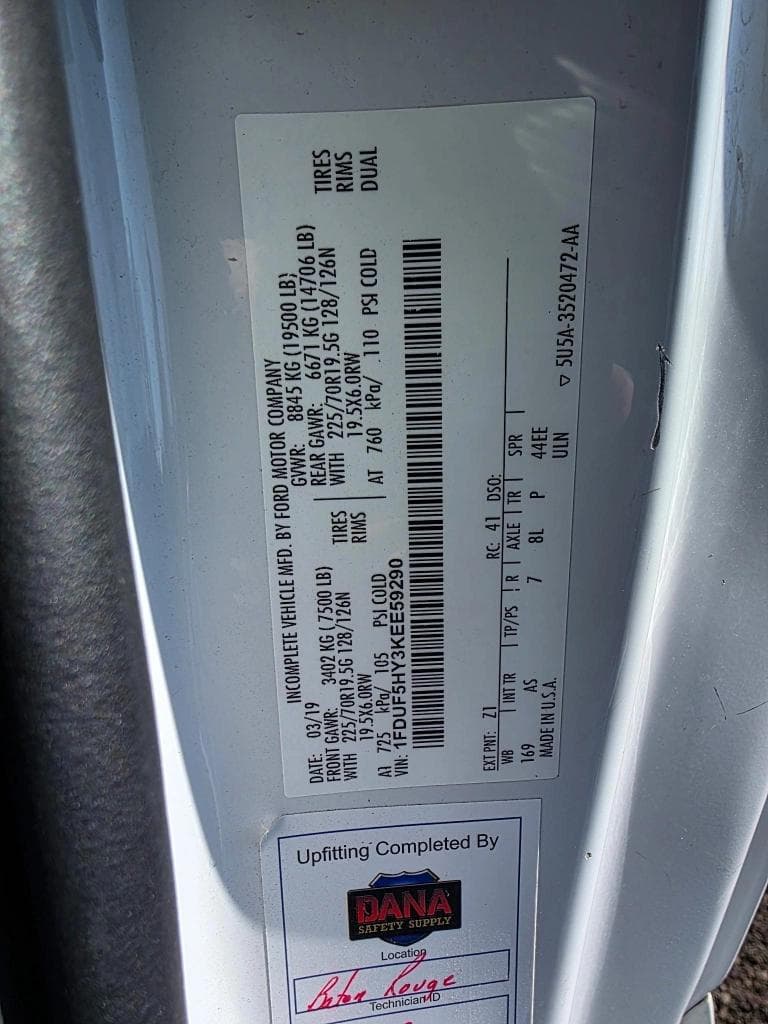 INCOMPLETE VEHICLE MFD. BY FORD MOTOR COMPANY
DATE: 03/19 GVWR: 8845 KG (19500 LB)
FRONT GAWR: 3402 KG (7500 LB) REAR GAWR: 6671 KG (14706 LB)
WITH 225/70R19.5G 128/126N TIRES WITH 225/70R19.5G 128/126N TIRES
19.5X6.0RW RIMS 19.5X6.0RW RIMS
AT 725 kPa/ 105 PSI COLD AT 760 kPa/ 110 PSI COLD DUAL
VIN: 1FDUF5HY3KEE59290
EXT PNT: Z1 RC: 41 DSO:
WB INT TR TP/PS R AXLE TR SPR
169 AS 7 8L P 44EE
MADE IN U.S.A. ULN
▽ 5U5A-3520472-AA
Upfitting Completed By
DANA
SAFETY SUPPLY
Location
Baton Rouge
Technician ID